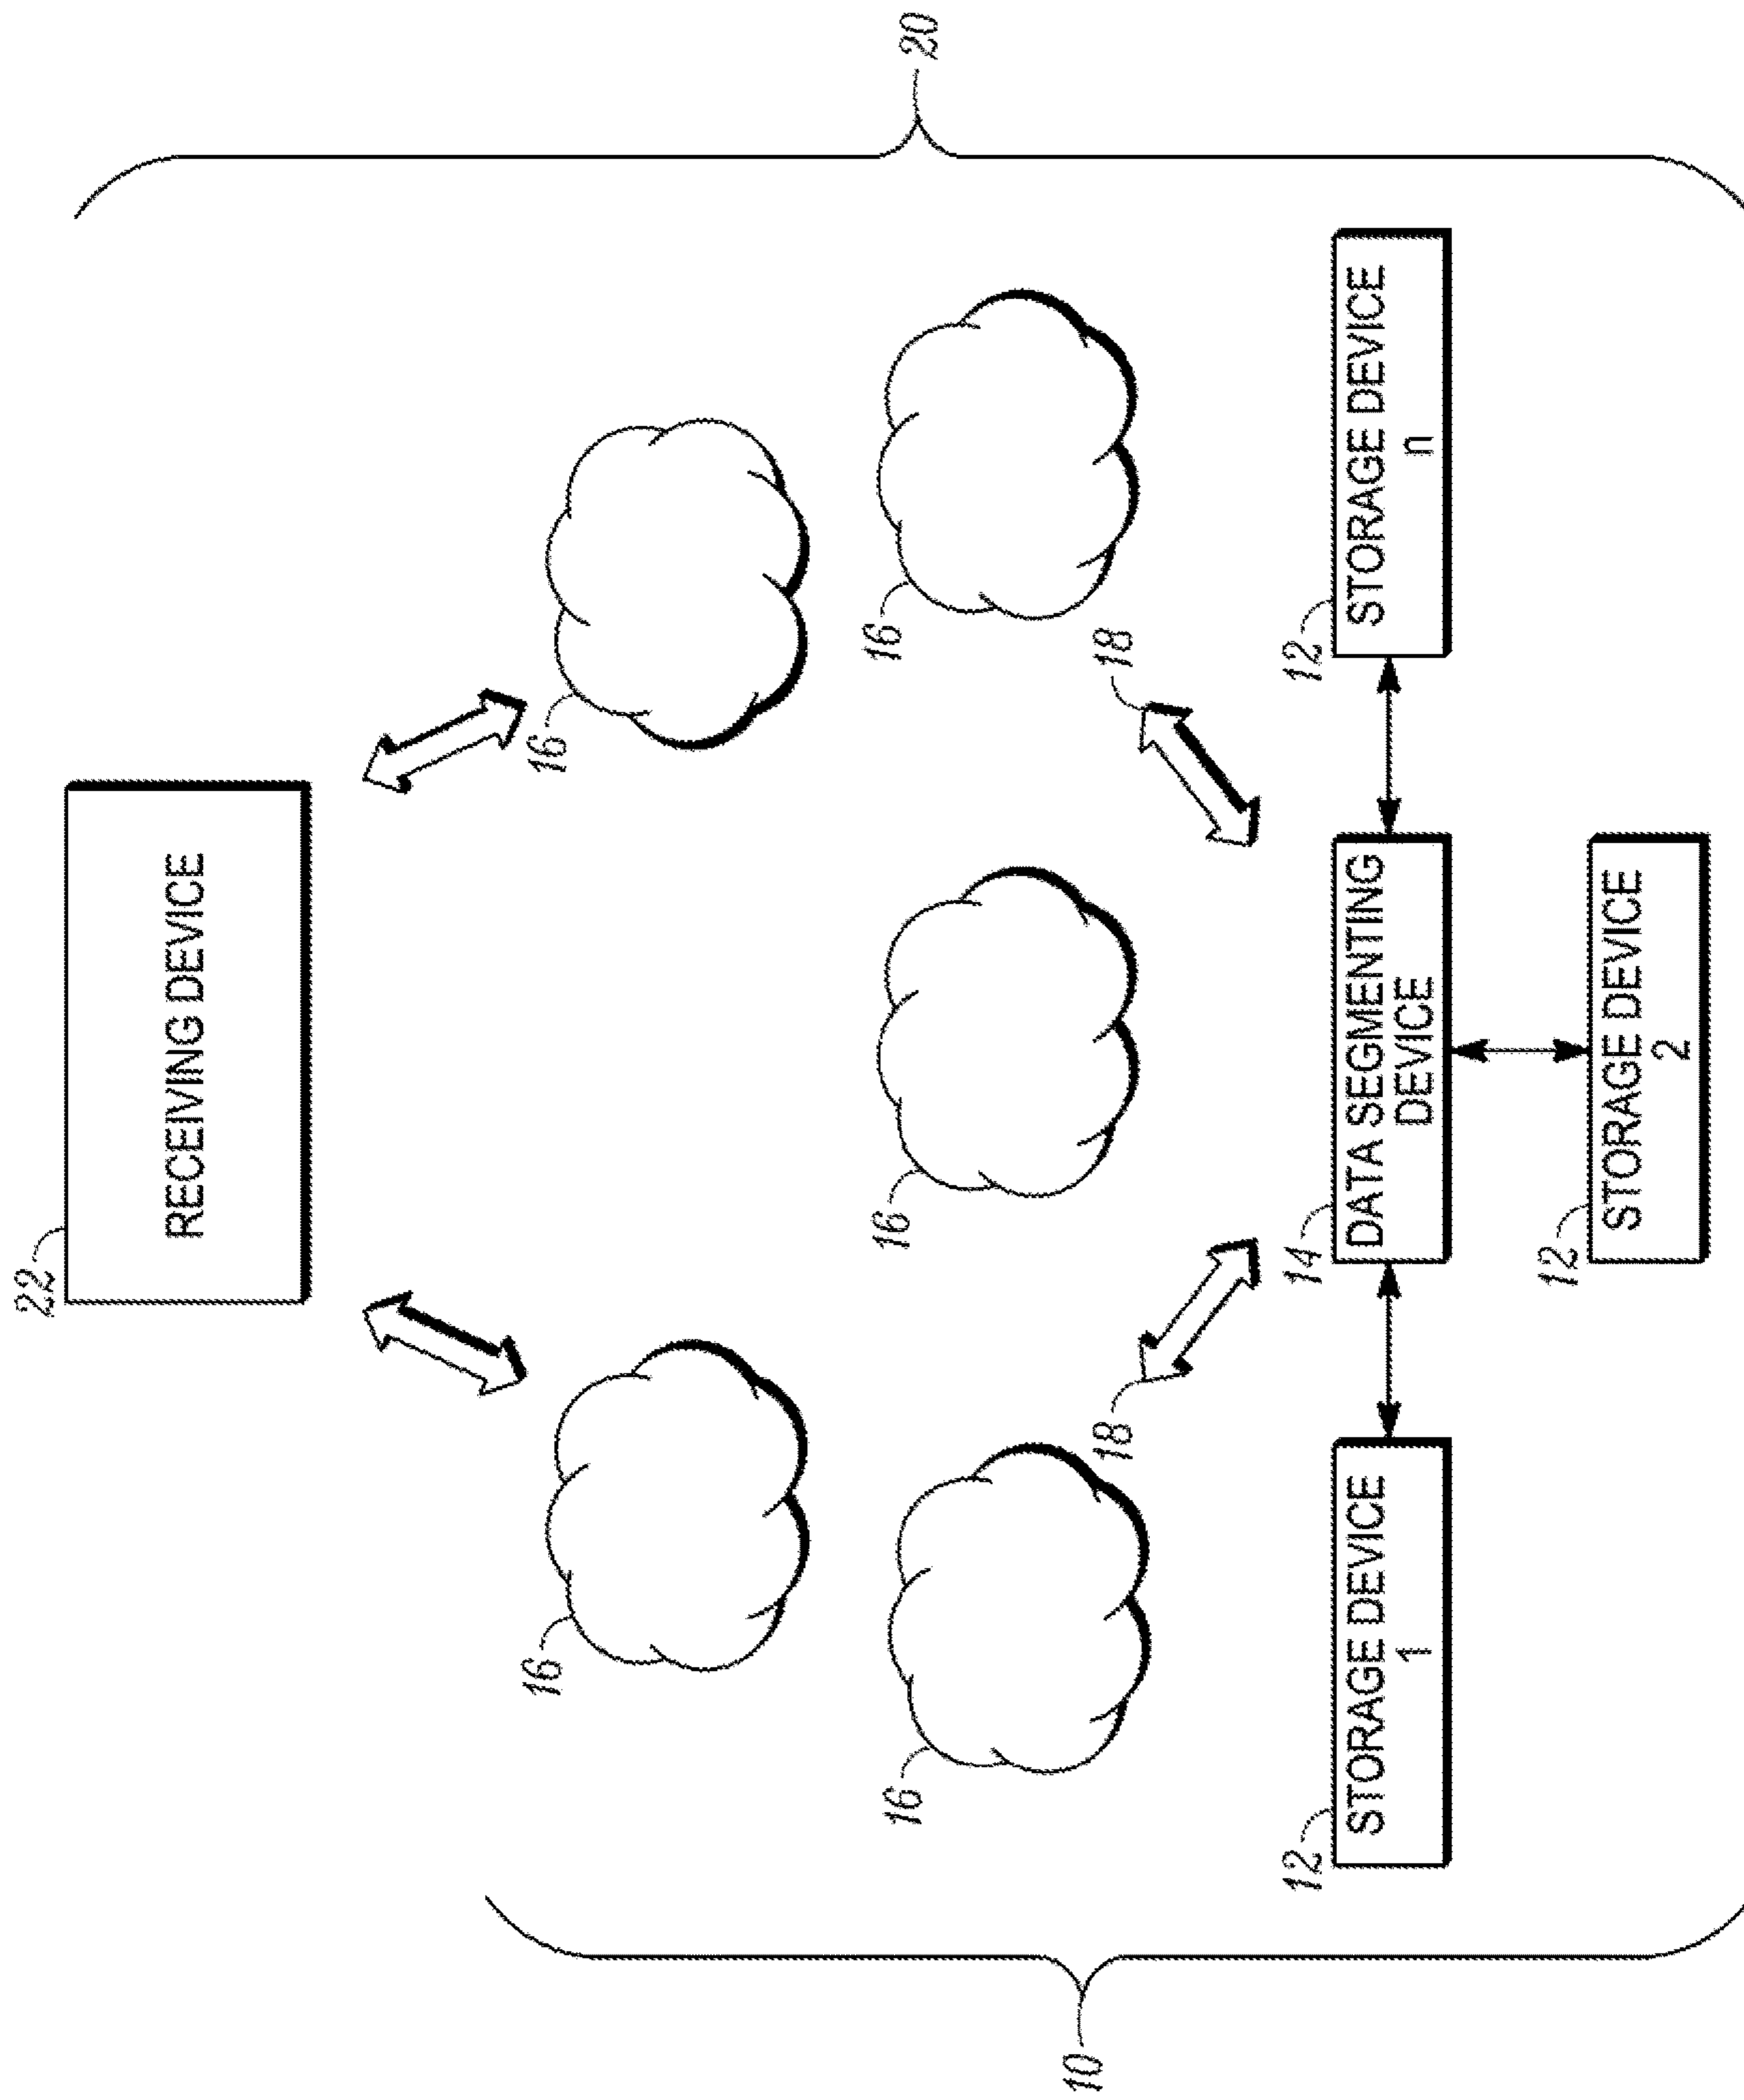 20
22
RECEIVING DEVICE
16
16
16
16
16
18
18
12
STORAGE DEVICE
n
14
DATA SEGMENTING
DEVICE
12
STORAGE DEVICE
1
12
STORAGE DEVICE
2
10